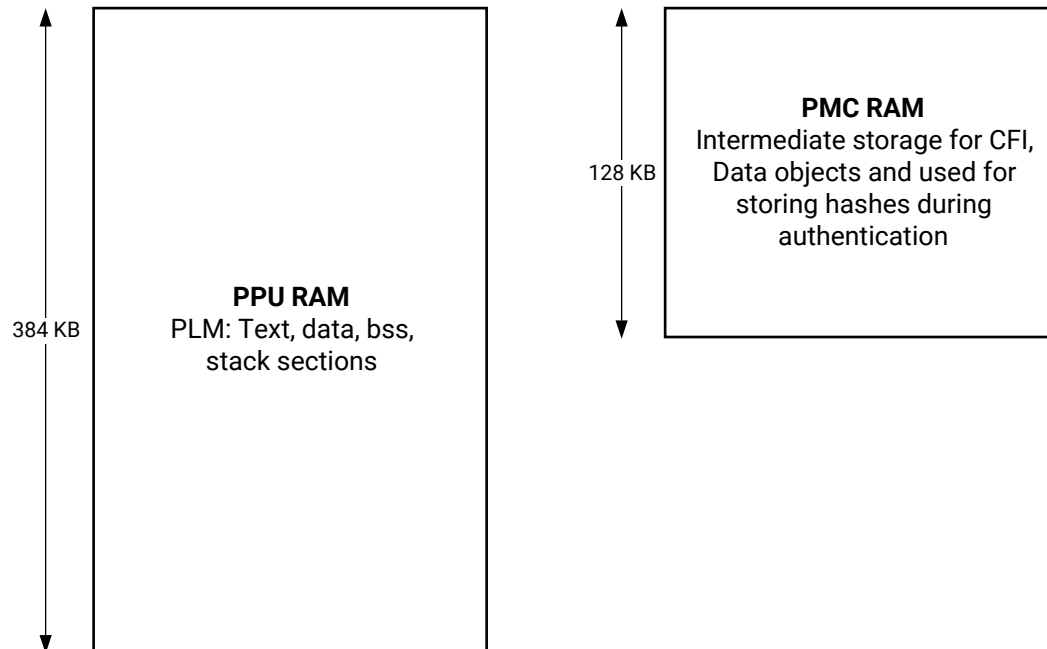 384 KB
PPU RAM
PLM: Text, data, bss,
stack sections
128 KB
PMC RAM
Intermediate storage for CFI,
Data objects and used for
storing hashes during
authentication